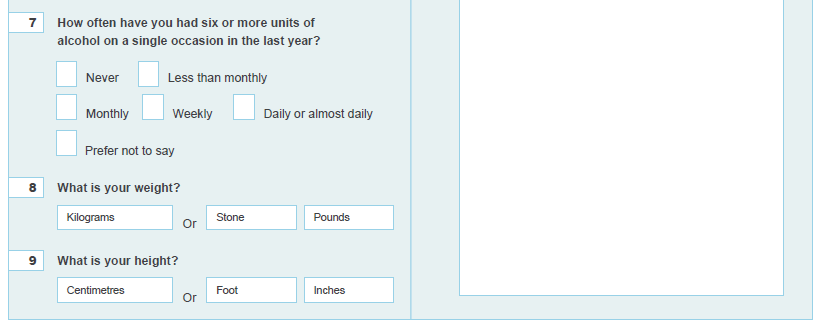 7 How often have you had six or more units of
alcohol on a single occasion in the last year?
Never Less than monthly
Monthly Weekly Daily or almost daily
Prefer not to say
8 What is your weight?
Kilograms Or Stone Pounds
9 What is your height?
Centimetres Or Foot Inches